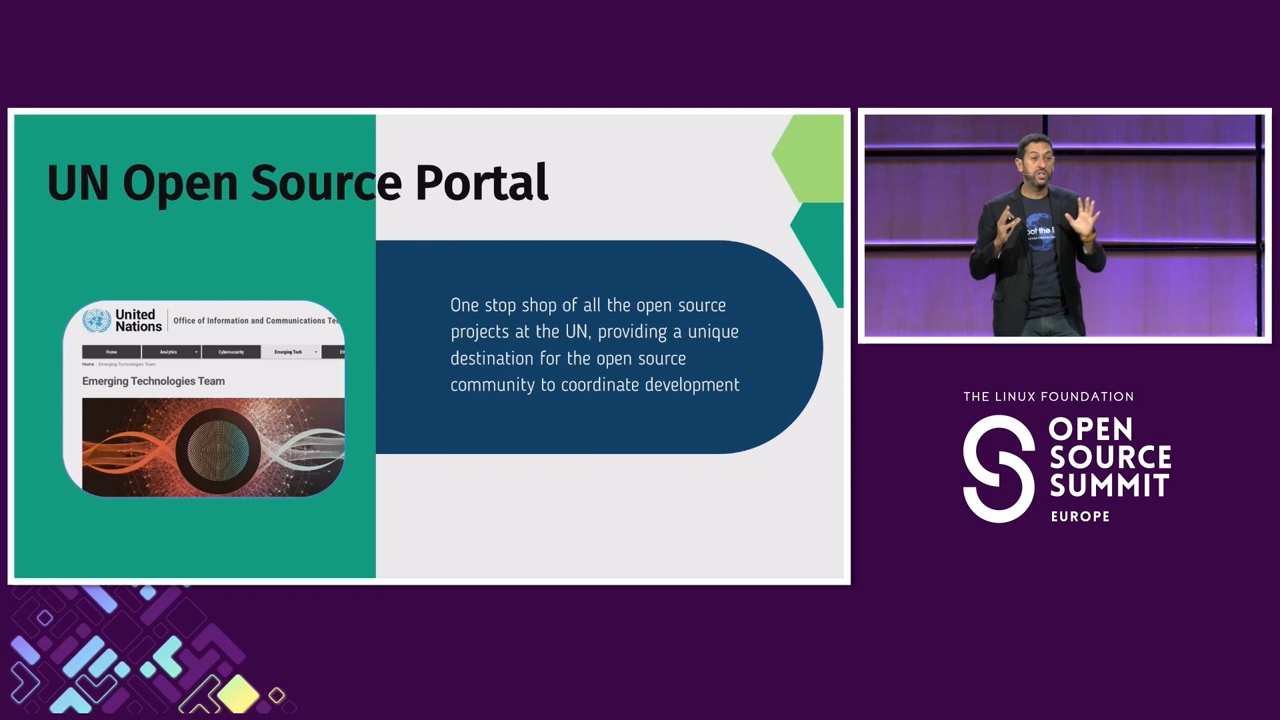 UN Open Source Portal
United
Nations
Office of Information and Communications
Home
Analytics
Cybersecurity
Emerging Tech
Home
Emerging Technologies Team
Emerging Technologies Team
One stop shop of all the open source
projects at the UN, providing a unique
destination for the open source
community to coordinate development
THE LINUX FOUNDATION
OPEN
SOURCE
SUMMIT
EUROPE